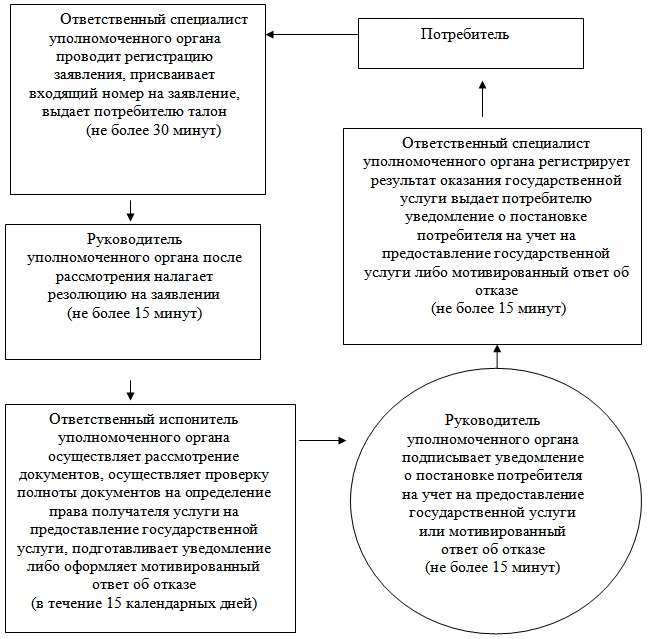 Потребитель
Ответственный специалист
уполномоченного органа
проводит регистрацию
заявления, присваивает
входящий номер на заявление,
выдает потребителю талон
(не более 30 минут)
Руководитель
уполномоченного органа после
рассмотрения налагает
резолюцию на заявлении
(не более 15 минут)
Ответственный испонитель
уполномоченного органа
осуществляет рассмотрение
документов, осуществляет проверку
полноты документов на определение
права получателя услуги на
предоставление государственной
услуги, подготавливает уведомление
либо оформляет мотивированный
ответ об отказе
(в течение 15 календарных дней)
Руководитель
уполномоченного органа
подписывает уведомление
о постановке потребителя
на учет на предоставление
государственной услуги
или мотивированный
ответ об отказе
(не более 15 минут)
Ответственный специалист
уполномоченного органа регистрирует
результат оказания государственной
услуги выдает потребителю
уведомление о постановке
потребителя на учет на
предоставление государственной
услуги либо мотивированный ответ об
отказе
(не более 15 минут)